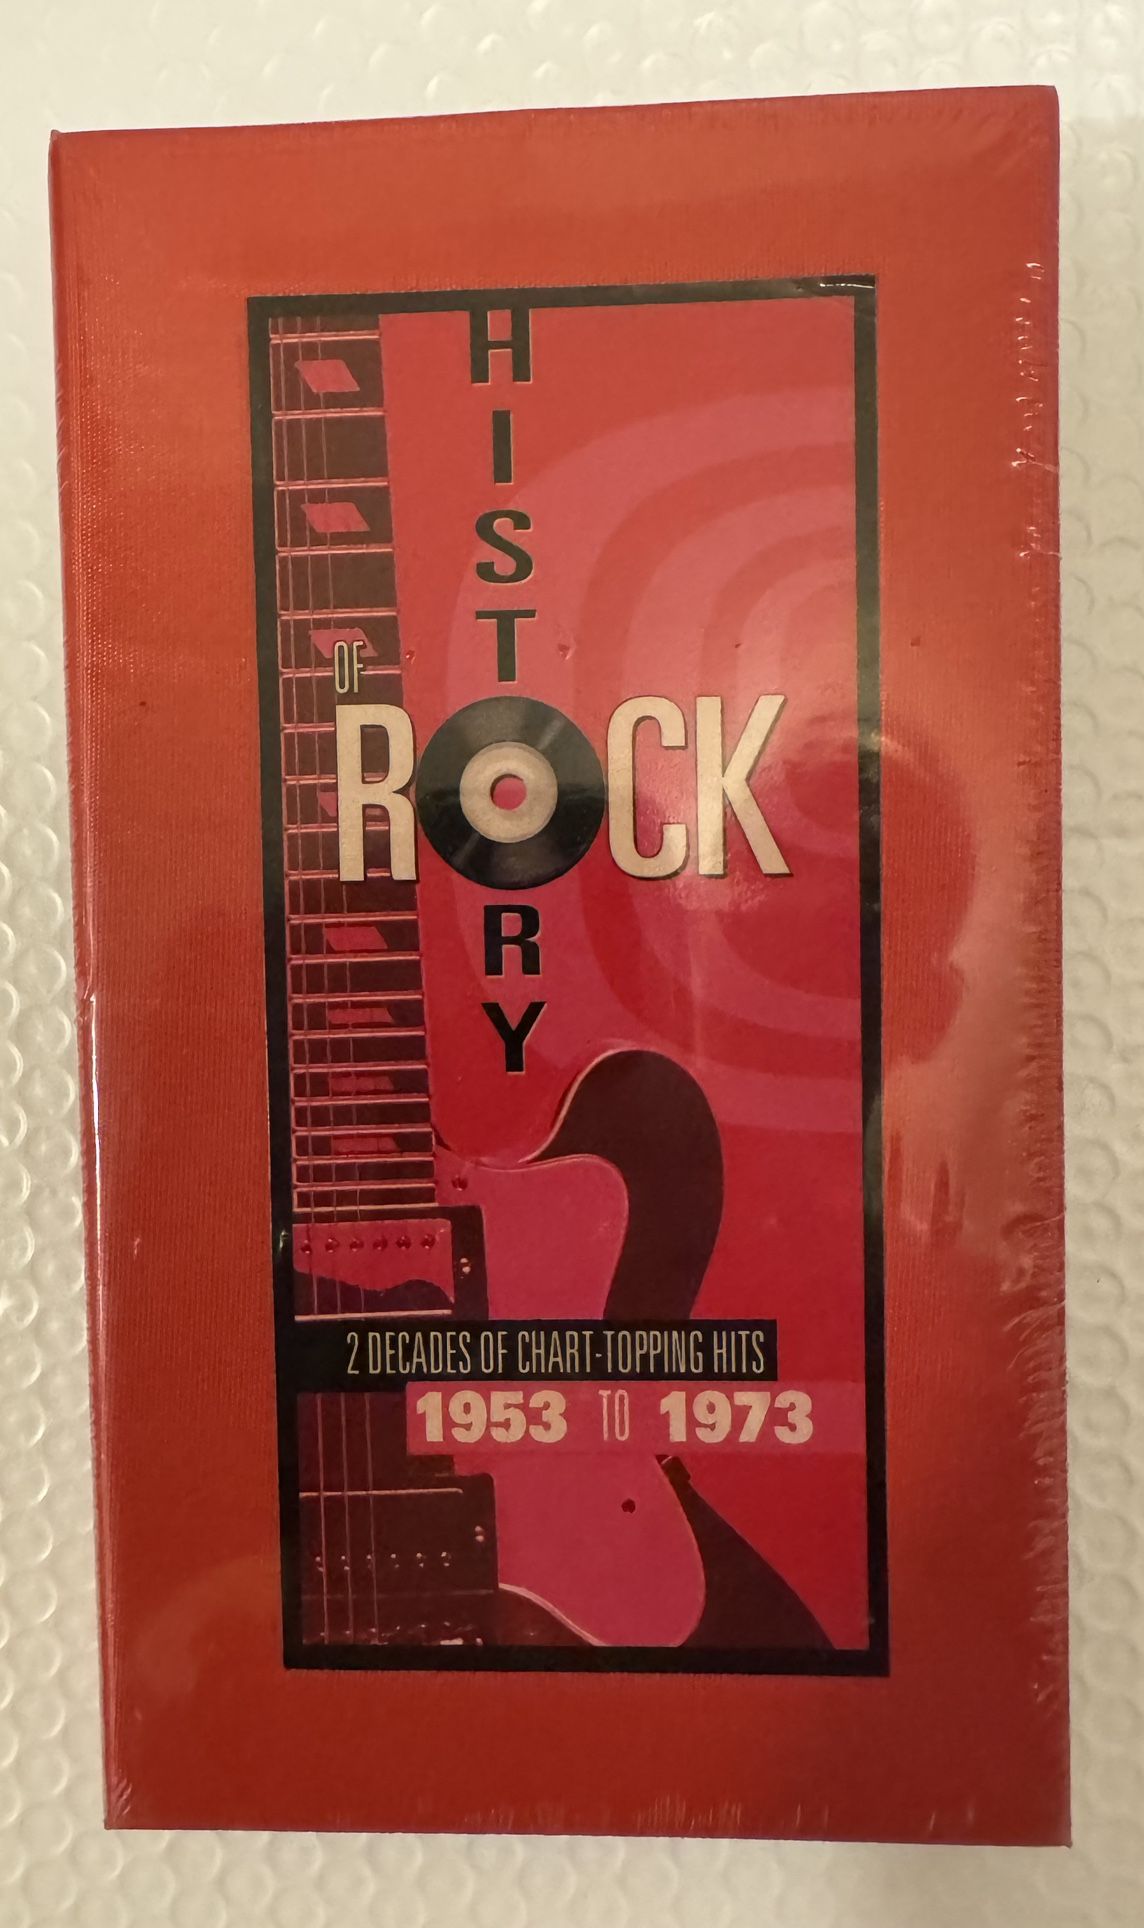 HISTORY
OF
ROCK
2 DECADES OF CHART-TOPPING HITS
1953 TO 1973